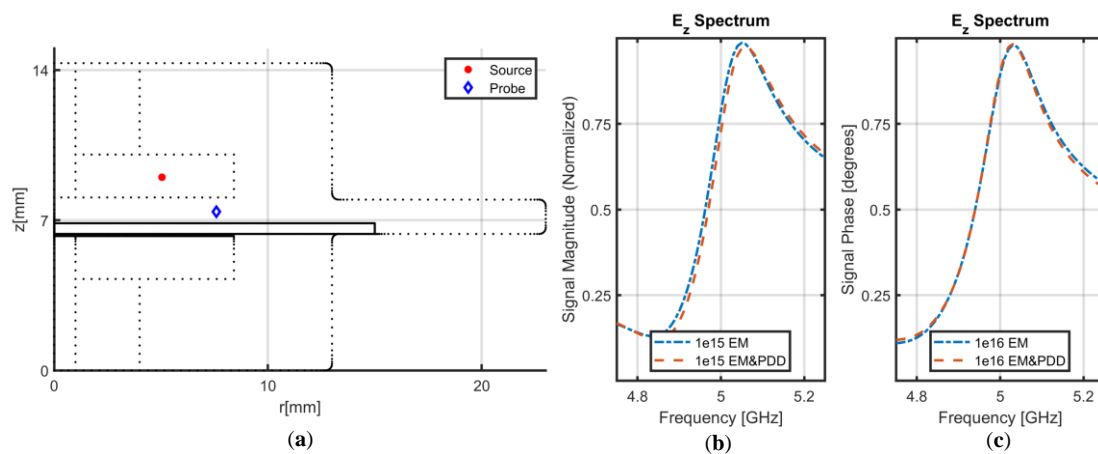 14
7
0
z[mm]
0
10
20
r[mm]
Source
Probe
(a)
E_z Spectrum
Signal Magnitude (Normalized)
0.75
0.5
0.25
4.8
5
5.2
1e15 EM
1e15 EM&PDD
Frequency [GHz]
(b)
E_z Spectrum
Signal Phase [degrees]
0.75
0.5
0.25
4.8
5
5.2
1e16 EM
1e16 EM&PDD
Frequency [GHz]
(c)